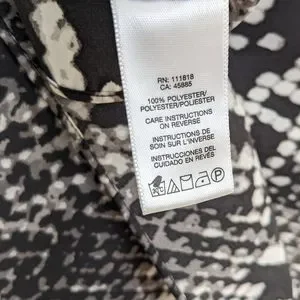 RN: 111818
CA: 45885
100% POLYESTER/
POLYESTER/POLIESTER
CARE INSTRUCTIONS
ON REVERSE
INSTRUCTIONS DE
SOIN SUR L'INVERSE
INSTRUCCIONES DEL
CUIDADO EN REVÉS